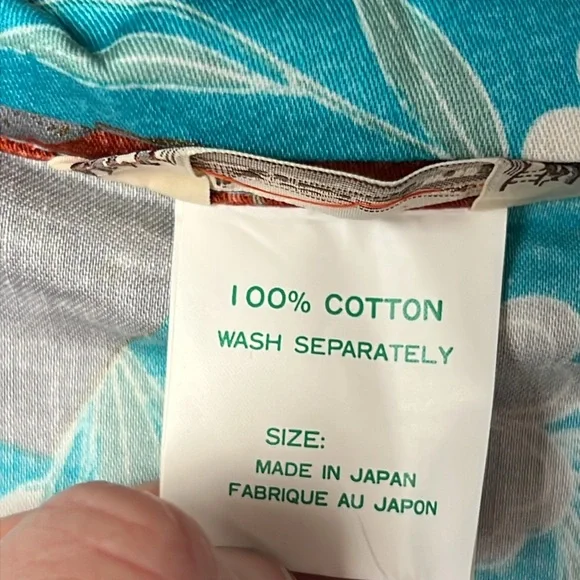 100% COTTON
WASH SEPARATELY
SIZE:
MADE IN JAPAN
FABRIQUE AU JAPON